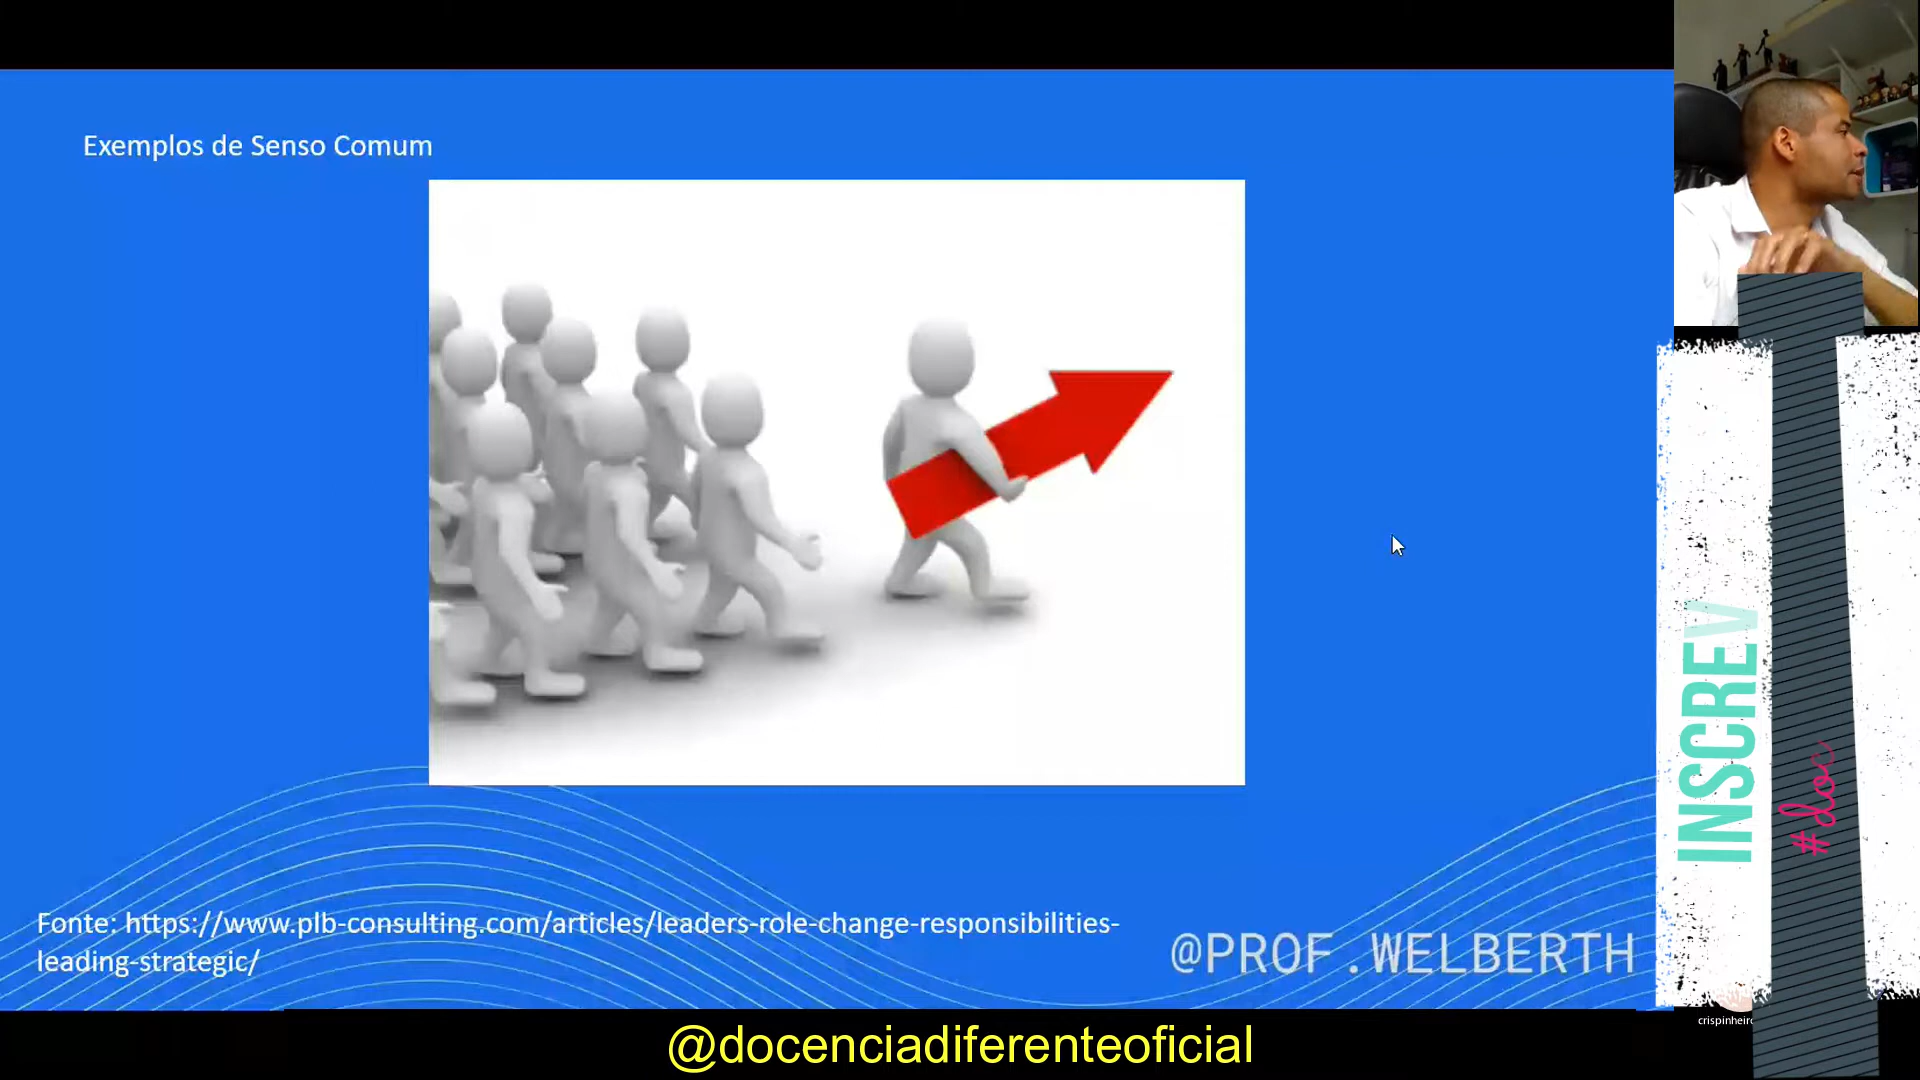 Exemplos de Senso Comum
Fonte: https://www.plb-consulting.com/articles/leaders-role-change-responsibilities-
leading-strategic/
@PROF.WELBERTH
INSCREV
#do
@docenciadiferenteoficial